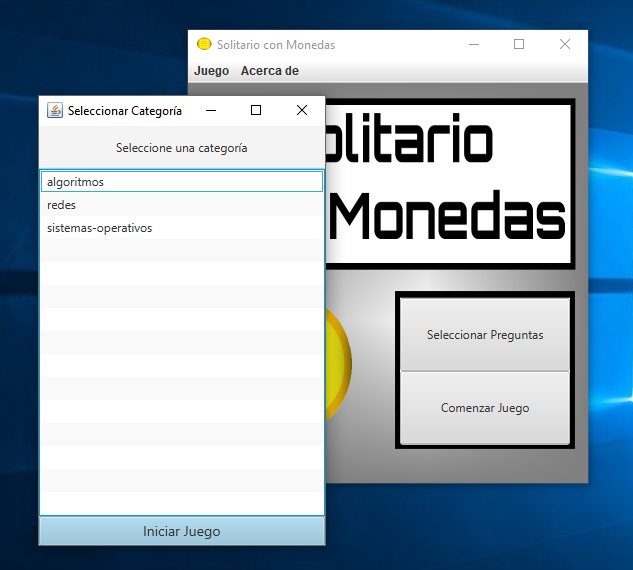 Solitario con Monedas
Juego Acerca de
Seleccionar Categoría
Seleccione una categoría
algoritmos
redes
sistemas-operativos
Iniciar Juego
olitario
Monedas
Seleccionar Preguntas
Comenzar Juego